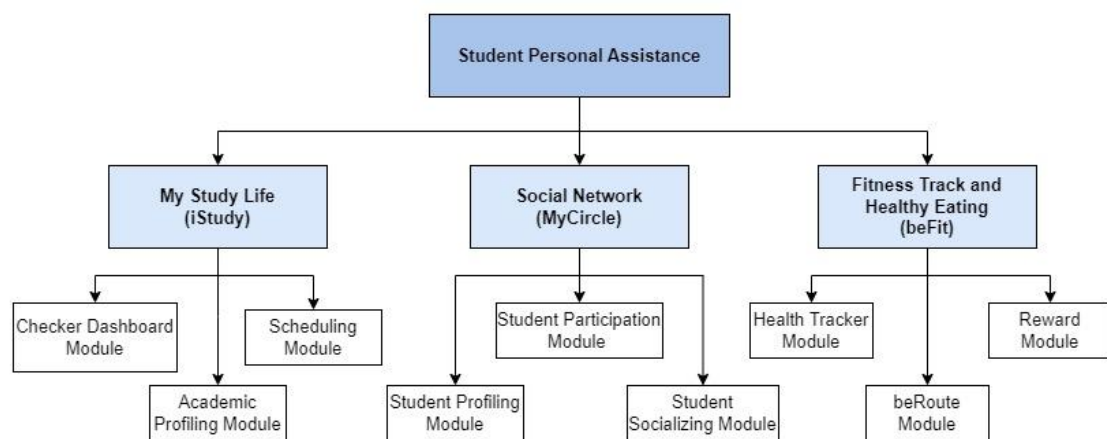 Student Personal Assistance
My Study Life
(iStudy)
Social Network
(MyCircle)
Fitness Track and
Healthy Eating
(beFit)
Checker Dashboard
Module
Scheduling
Module
Academic
Profiling Module
Student Participation
Module
Student Profiling
Module
Student
Socializing Module
Health Tracker
Module
Reward
Module
beRoute
Module